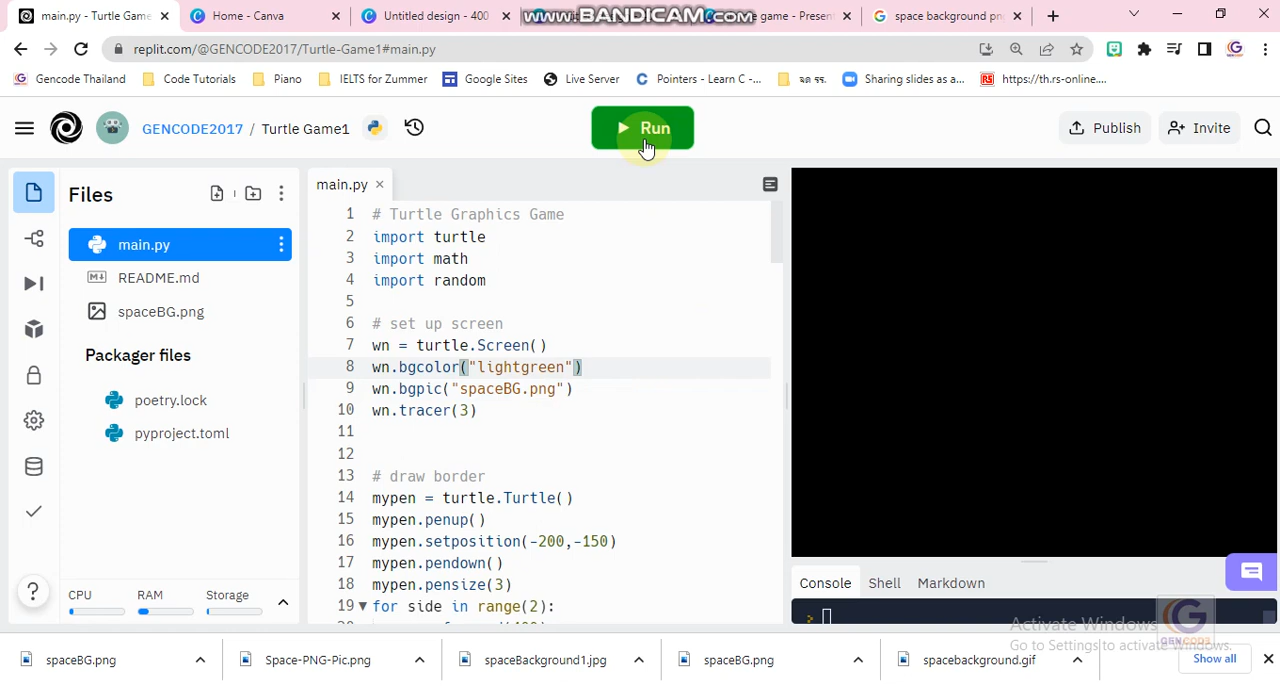 main.py - Turtle Game
Home - Canva
Untitled design - 400
www.BANDICAM.com
game - Presen
space background pn
replit.com/@GENCODE2017/Turtle-Game1#main.py
Gencode Thailand
Code Tutorials
Piano
IELTS for Zummer
Google Sites
Live Server
Pointers - Learn C -...
จด รร.
Sharing slides as a...
https://th.rs-online....
GENCODE2017 / Turtle Game1
Run
Publish
Invite
Files
main.py
README.md
spaceBG.png
Packager files
poetry.lock
pyproject.toml
CPU
RAM
Storage
main.py
1 # Turtle Graphics Game
2 import turtle
3 import math
4 import random
5
6 # set up screen
7 wn = turtle.Screen()
8 wn.bgcolor("lightgreen")
9 wn.bgpic("spaceBG.png")
10 wn.tracer(3)
11
12
13 # draw border
14 mypen = turtle.Turtle()
15 mypen.penup()
16 mypen.setposition(-200,-150)
17 mypen.pendown()
18 mypen.pensize(3)
19 for side in range(2):
Console
Shell
Markdown
Activate Windows
Go to Settings to activate Windows.
GENCODE
spaceBG.png
Space-PNG-Pic.png
spaceBackground1.jpg
spaceBG.png
spacebackground.gif
Show all